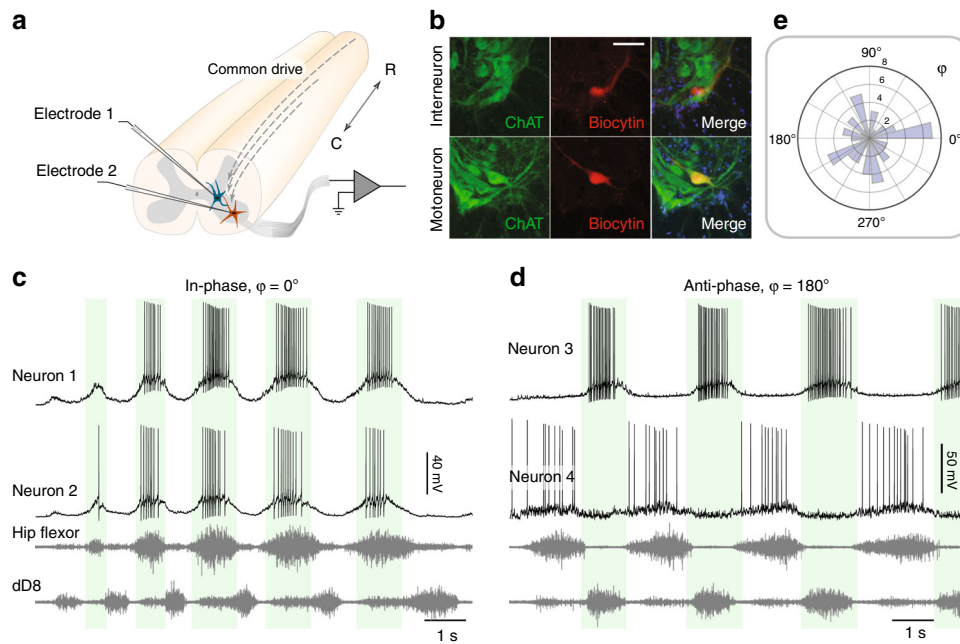 a
Common drive
R
C
Electrode 1
Electrode 2
b
Interneuron
ChAT
Biocytin
Merge
Motoneuron
ChAT
Biocytin
Merge
e
φ
90°
8
6
4
2
180°
0°
270°
c
In-phase, φ = 0°
Neuron 1
Neuron 2
40 mV
Hip flexor
dD8
1 s
d
Anti-phase, φ = 180°
Neuron 3
Neuron 4
50 mV
1 s